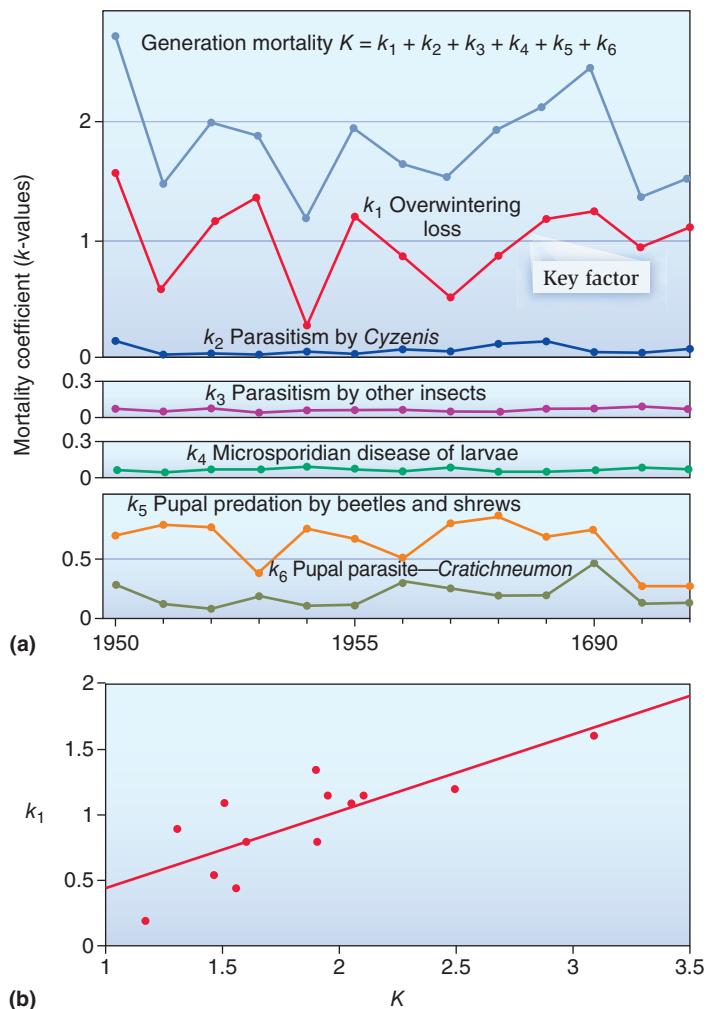 Generation mortality K = k1 + k2 + k3 + k4 + k5 + k6
Mortality coefficient (k-values)
2
1
0
k1 Overwintering
loss
Key factor
k2 Parasitism by Cyzenis
0.3
0
k3 Parasitism by other insects
0.3
0
k4 Microsporidian disease of larvae
k5 Pupal predation by beetles and shrews
0.5
0
k6 Pupal parasite—Cratichneumon
(a)
1950
1955
1690
2
1.5
1
0.5
0
k1
1
1.5
2
2.5
3
3.5
(b)
K